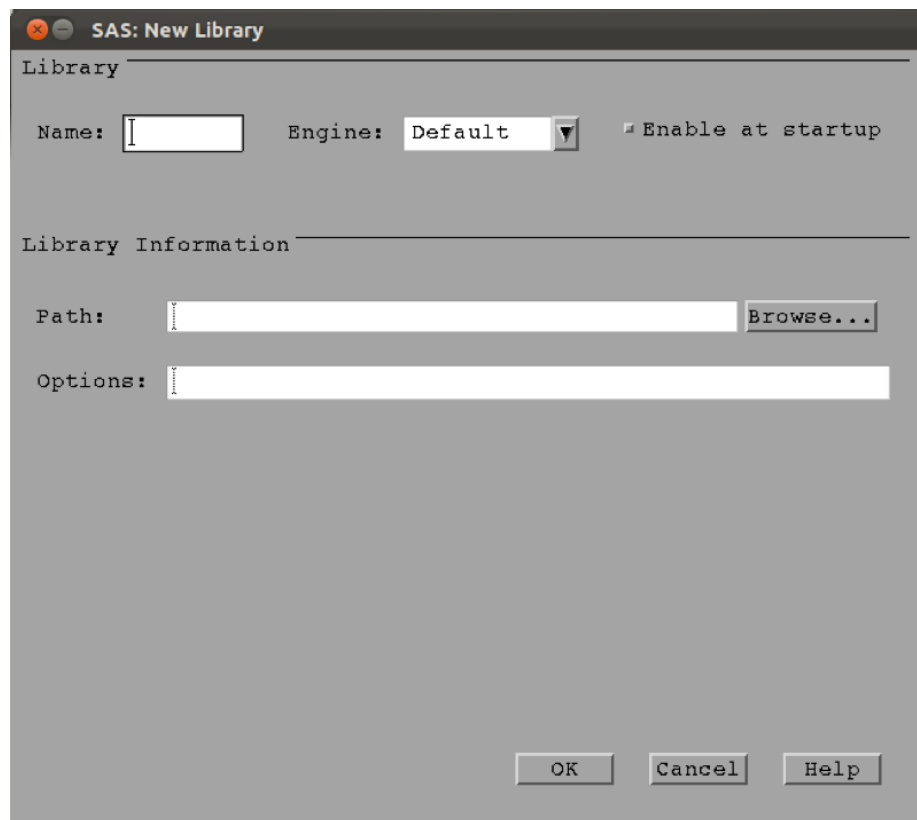 SAS: New Library
Library
Name: Engine: Default Enable at startup
Library Information
Path: Browse...
Options:
OK Cancel Help